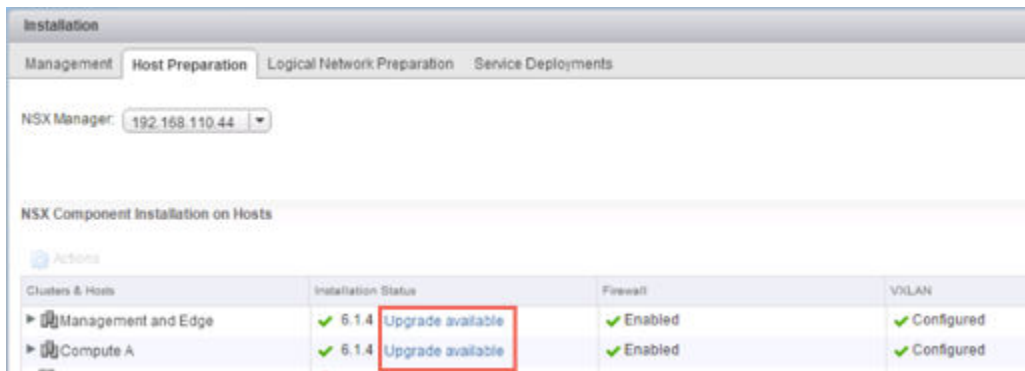 Installation
Management Host Preparation Logical Network Preparation Service Deployments
NSX Manager: 192.168.110.44
NSX Component Installation on Hosts
Actions
Clusters & Hosts Installation Status Firewall VXLAN
Management and Edge 6.1.4 Upgrade available Enabled Configured
Compute A 6.1.4 Upgrade available Enabled Configured